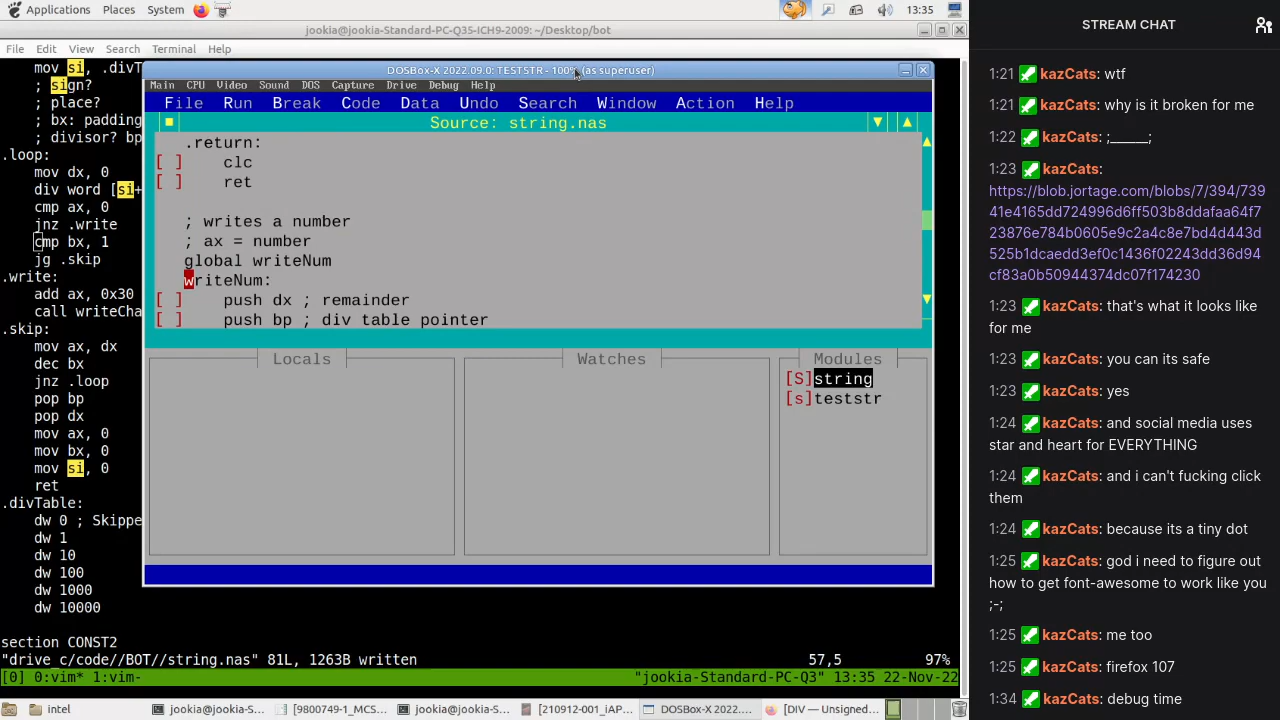 Applications Places System 13:35
jookia@jookia-Standard-PC-Q35-ICH9-2009: ~/Desktop/bot
File Edit View Search Terminal Help
mov si, .divT
; sign?
; place?
; bx: padding
; divisor? bp
.loop:
mov dx, 0
div word [si+
cmp ax, 0
jnz .write
cmp bx, 1
jg .skip
.write:
add ax, 0x30
call writeCha
.skip:
mov ax, dx
dec bx
jnz .loop
pop bp
pop dx
mov ax, 0
mov bx, 0
mov si, 0
ret
.divTable:
dw 0 ; Skippe
dw 1
dw 10
dw 100
dw 1000
dw 10000
section CONST2
"drive_c/code//BOT//string.nas" 81L, 1263B written 57,5 97%
[0] 0:vim* 1:vim- "jookia-Standard-PC-Q3" 13:35 22-Nov-22
DOSBox-X 2022.09.0: TESTSTR - 100% (as superuser)
Main CPU Video Sound DOS Capture Drive Debug Help
File Run Break Code Data Undo Search Window Action Help
Source: string.nas
.return:
[ ] clc
[ ] ret
; writes a number
; ax = number
global writeNum
writeNum:
[ ] push dx ; remainder
[ ] push bp ; div table pointer
Locals Watches Modules
[S]string
[s]teststr
intel jookia@jookia-S... [98048-9-1_MCS... jookia@jookia-S... [210912-001_iAP... DOSBox-X 2022.... [DIV — Unsigned...
STREAM CHAT
1:21 kazCats: wtf
1:21 kazCats: why is it broken for me
1:22 kazCats: ;_____;
1:23 kazCats:
https://blob.jortage.com/blobs/7/394/739
41e4165dd724996d6ff503b8ddafaa64f7
23876e784b0605e9c2a4c8e7bd4d443d
525b1dcaedd3ef0c1436f02243dd36d94
cf83a0b50944374dc07f174230
1:23 kazCats: that's what it looks like
for me
1:23 kazCats: you can its safe
1:23 kazCats: yes
1:24 kazCats: and social media uses
star and heart for EVERYTHING
1:24 kazCats: and i can't fucking click
them
1:24 kazCats: because its a tiny dot
1:25 kazCats: god i need to figure out
how to get font-awesome to work like you
;-;
1:25 kazCats: me too
1:25 kazCats: firefox 107
1:34 kazCats: debug time